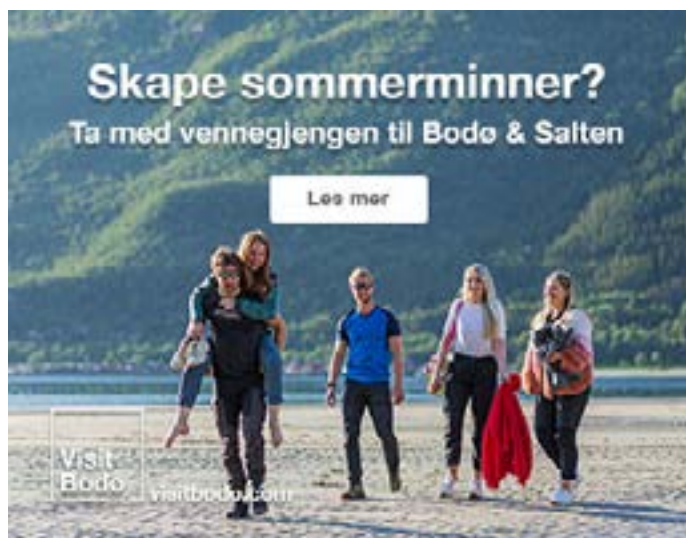 Skape sommerminner?
Ta med vennegjengen til Bodø & Salten
Les mer
Visit
Bodø
visitbodo.com